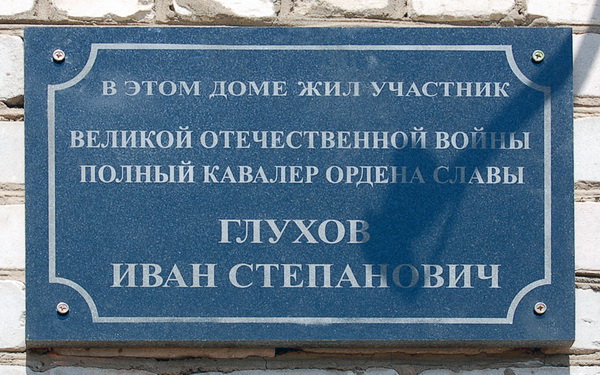 В ЭТОМ ДОМЕ ЖИЛ УЧАСТНИК
ВЕЛИКОЙ ОТЕЧЕСТВЕННОЙ ВОЙНЫ
ПОЛНЫЙ КАВАЛЕР ОРДЕНА СЛАВЫ
ГЛУХОВ
ИВАН СТЕПАНОВИЧ